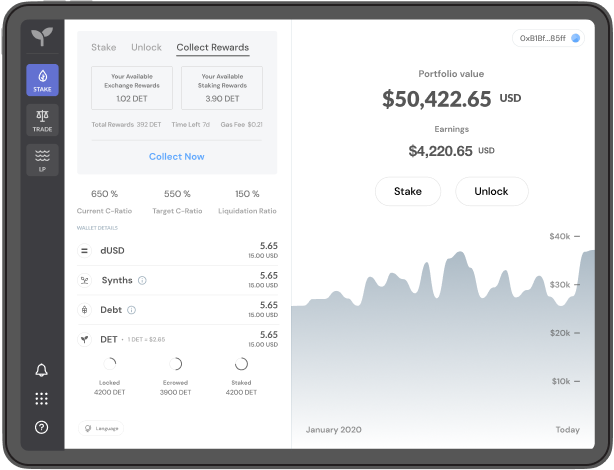 STAKE
TRADE
LP
Stake Unlock Collect Rewards
Your Available
Exchange Rewards
1.02 DET
Your Available
Staking Rewards
3.90 DET
Total Rewards 392 DET Time Left 7d Gas Fee $0.21
Collect Now
650 % 550 % 150 %
Current C-Ratio Target C-Ratio Liquidation Ratio
WALLET DETAILS
dUSD 5.65
15.00 USD
Synths 5.65
15.00 USD
Debt 5.65
15.00 USD
DET • 1 DET = $2.65 5.65
15.00 USD
Locked
4200 DET
Ecrowed
3900 DET
Staked
4200 DET
Language
0xB1Bf...85ff
Portfolio value
$50,422.65 USD
Earnings
$4,220.65 USD
Stake Unlock
$40k
$30k
$20k
$10k
January 2020 Today